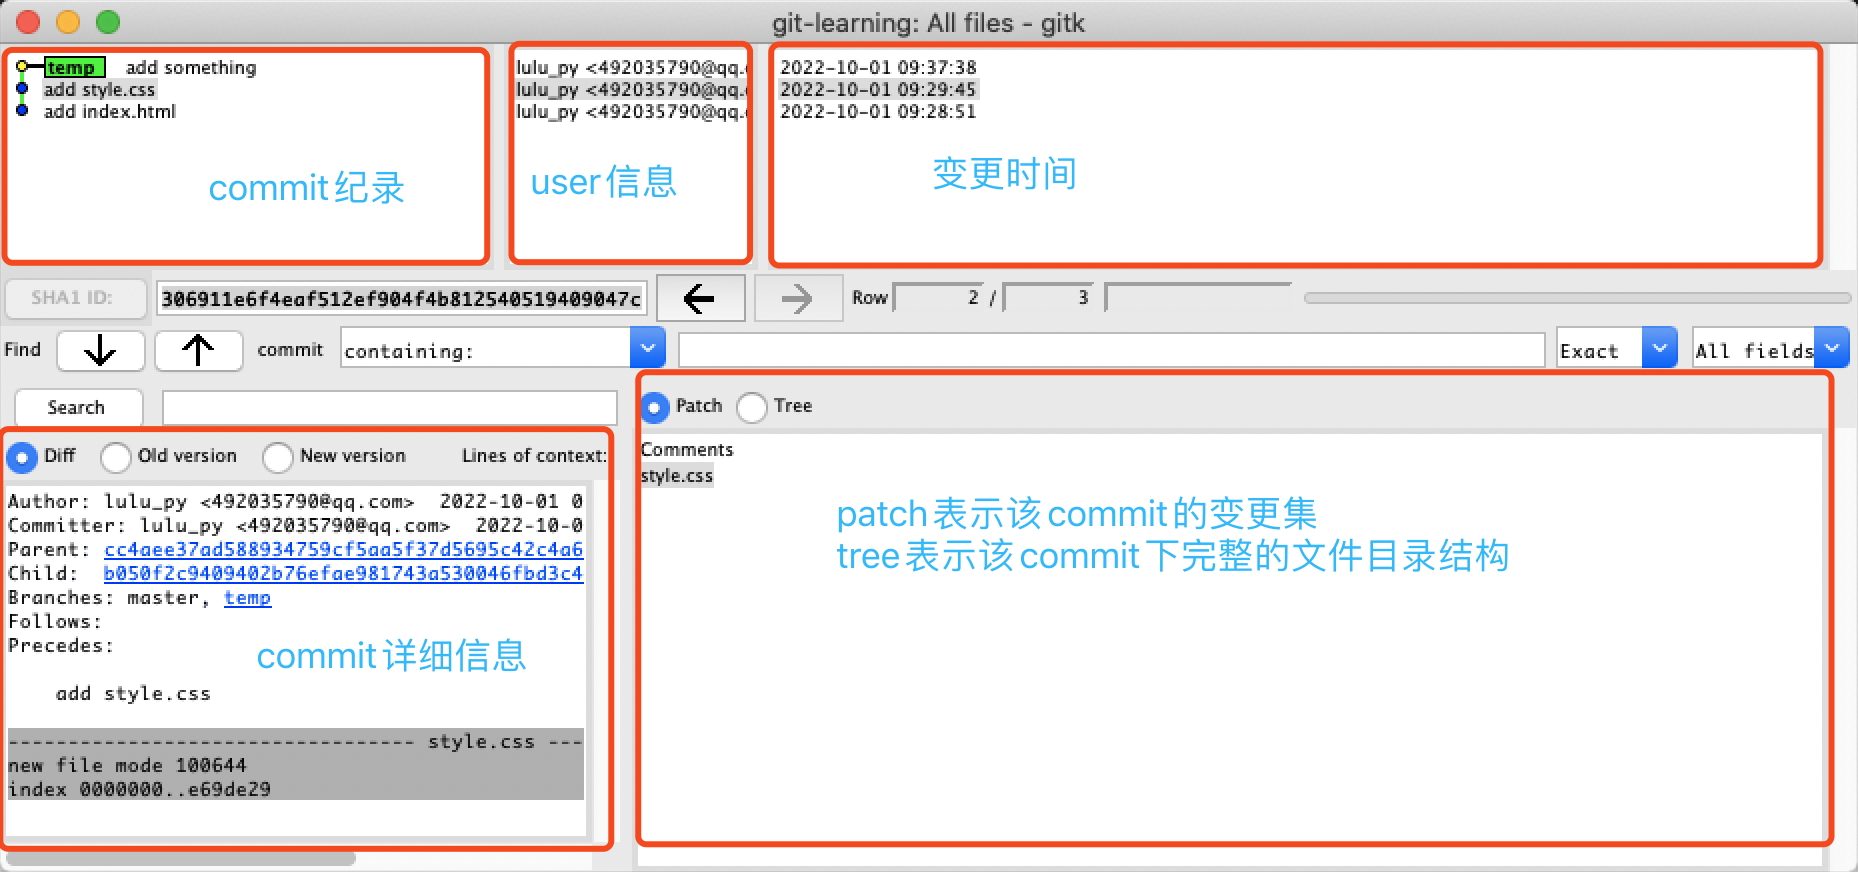 git-learning: All files - gitk
temp add something
add style.css
add index.html
commit纪录
lulu_py <492035790@qq.
lulu_py <492035790@qq.
lulu_py <492035790@qq.
user信息
2022-10-01 09:37:38
2022-10-01 09:29:45
2022-10-01 09:28:51
变更时间
SHA1 ID: 306911e6f4eaf512ef904f4b812540519409047c Row 2 / 3
Find commit containing: Exact All fields
Search
Diff Old version New version Lines of context:
Author: lulu_py <492035790@qq.com> 2022-10-01 0
Committer: lulu_py <492035790@qq.com> 2022-10-0
Parent: cc4aee37ad588934759cf5aa5f37d5695c42c4a6
Child: b050f2c9409402b76efae981743a530046fbd3c4
Branches: master, temp
Follows:
Precedes:
commit详细信息
add style.css
---------------------------------- style.css ---
new file mode 100644
index 0000000..e69de29
Patch Tree
Comments
style.css
patch表示该commit的变更集
tree表示该commit下完整的文件目录结构